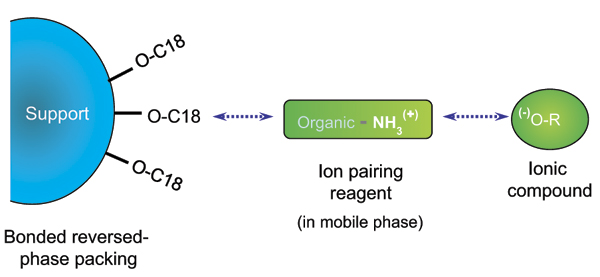 O-C18
Support
O-C18
O-C18
Organic - NH3(+)
(-)O-R
Ion pairing
reagent
(in mobile phase)
Ionic
compound
Bonded reversed-
phase packing